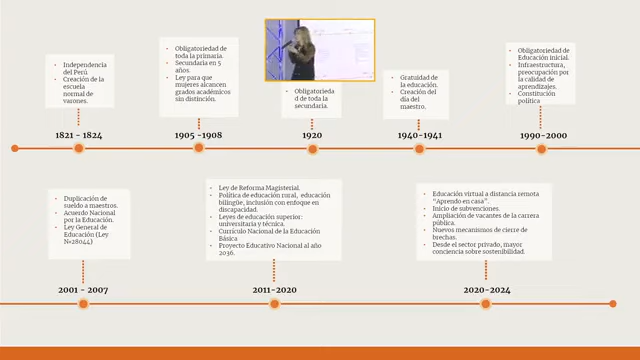 Independencia
del Perú
Creación de la
escuela
normal de
varones.
1821 - 1824
Obligatoriedad de
toda la primaria.
Secundaria en 5
años.
Ley para que
mujeres alcancen
grados académicos
sin distinción.
1905 -1908
Obligatorieda
d de toda la
secundaria.
1920
Gratuidad de la
educación.
Creación del
día del
maestro.
1940-1941
Obligatoriedad de
Educación inicial.
Infraestructura,
preocupación por
la calidad de
aprendizajes.
Constitución
política
1990-2000
Duplicación de
sueldo a maestros.
Acuerdo Nacional
por la Educación.
Ley General de
Educación (Ley
N°28044)
2001 - 2007
Ley de Reforma Magisterial.
Política de educación rural, educación
bilingüe, inclusión con enfoque en
discapacidad.
Leyes de educación superior:
universitaria y técnica.
Currículo Nacional de la Educación
Básica
Proyecto Educativo Nacional al año
2036.
2011-2020
Educación virtual a distancia remota
"Aprendo en casa".
Inicio de subvenciones.
Ampliación de vacantes de la carrera
pública.
Nuevos mecanismos de cierre de
brechas.
Desde el sector privado, mayor
conciencia sobre sostenibilidad.
2020-2024